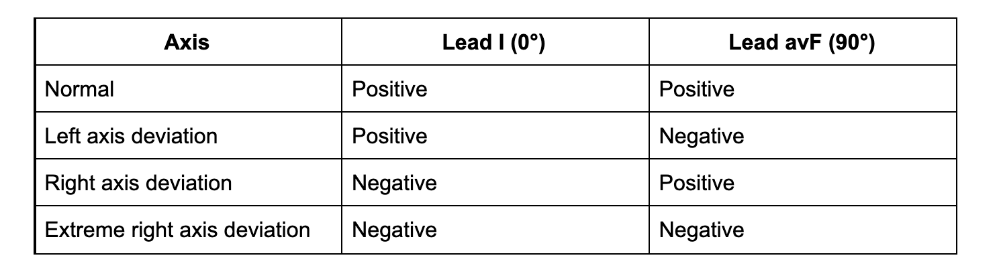 Axis Lead I (0°) Lead avF (90°)
Normal Positive Positive
Left axis deviation Positive Negative
Right axis deviation Negative Positive
Extreme right axis deviation Negative Negative